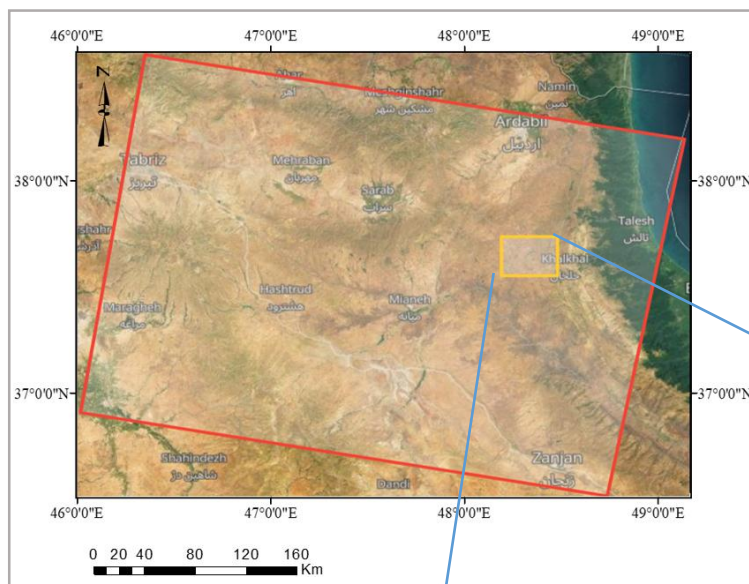 46°0'0"E 47°0'0"E 48°0'0"E 49°0'0"E
Z
Ahar
اهر
Meshginshahr
مشگین شهر
Namin
نمین
Ardabil
اردبیل
38°0'0"N
Tabriz
تبریز
Mehraban
مهربان
Sarab
سراب
38°0'0"N
Talesh
تالش
shahr
Khalkhal
خلخال
Hashtrud
هشترود
Mianeh
میانه
Maragheh
مراغه
37°0'0"N
37°0'0"N
Shahindezh
شاهین دژ
Dandi
Zanjan
زنجان
46°0'0"E 47°0'0"E 48°0'0"E 49°0'0"E
0 20 40 80 120 160
Km